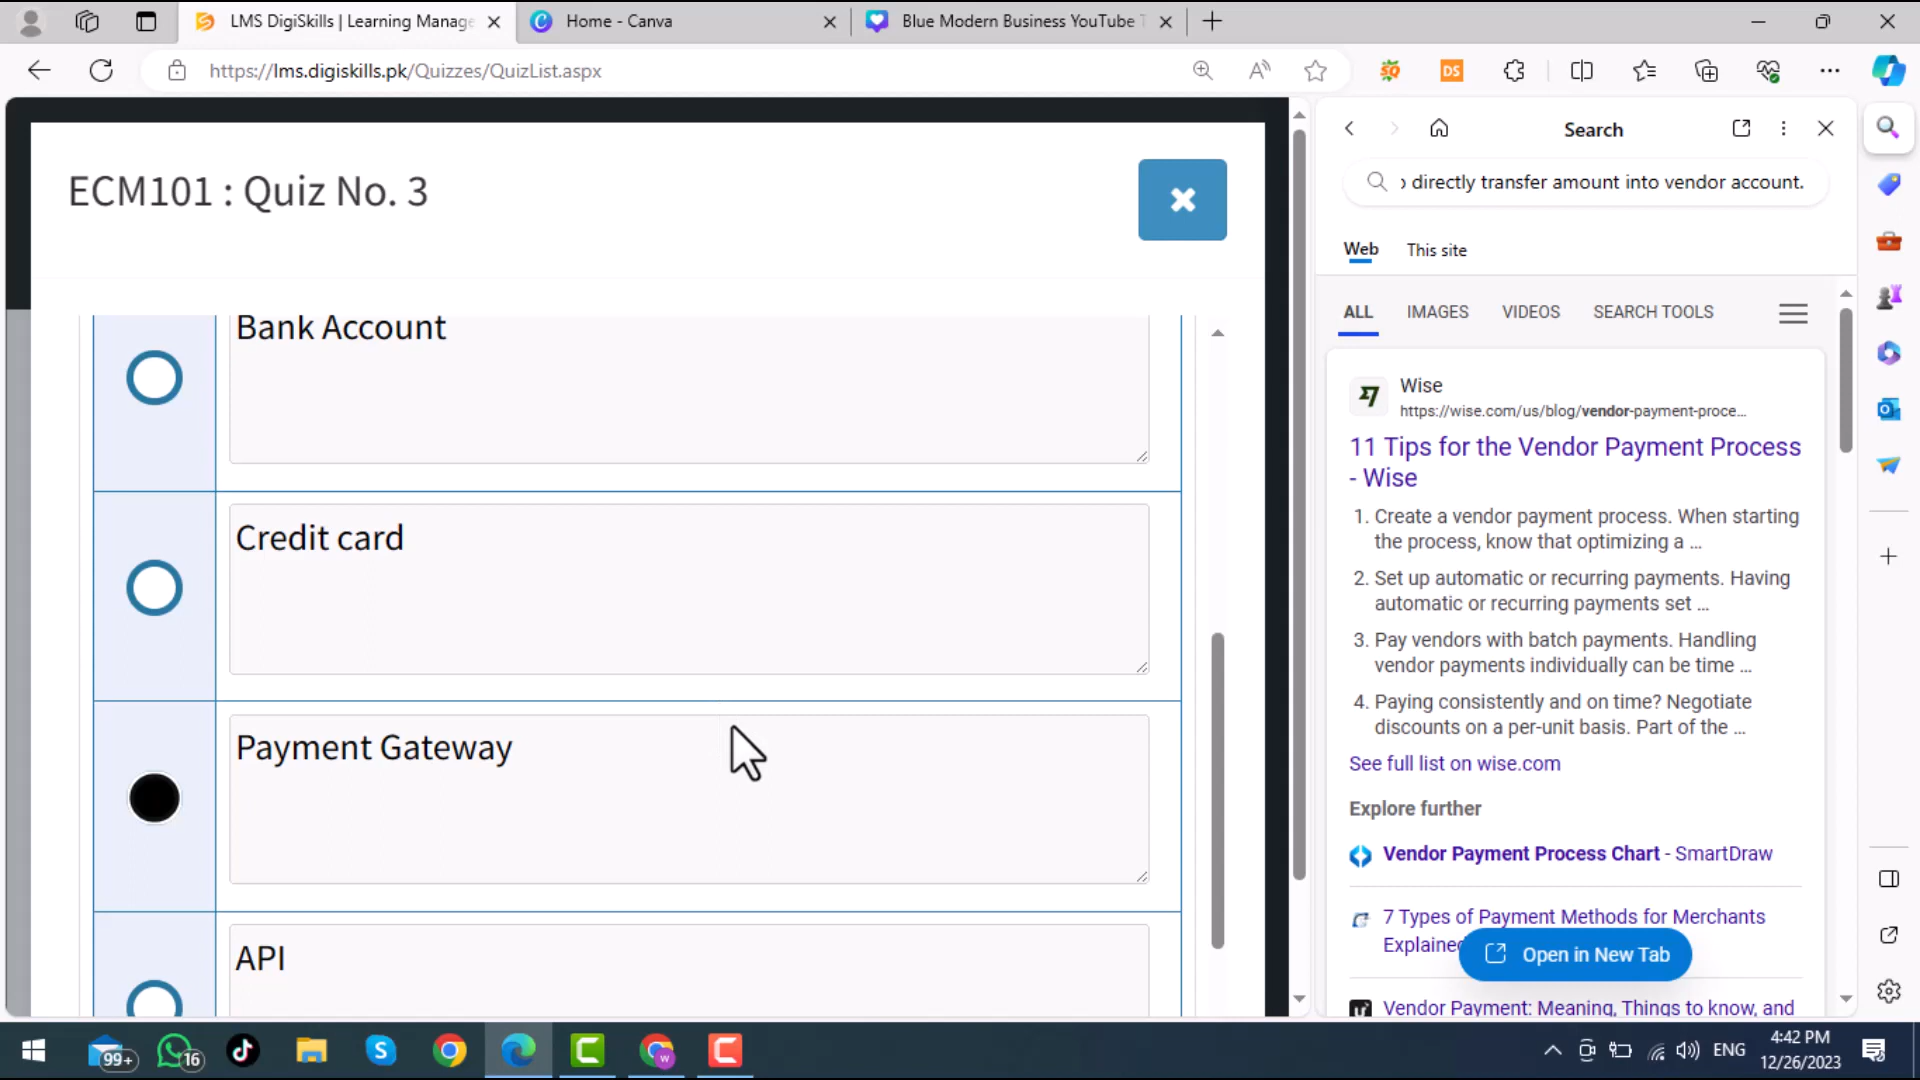 LMS DigiSkills | Learning Manage
Home - Canva
Blue Modern Business YouTube T
https://lms.digiskills.pk/Quizzes/QuizList.aspx
ECM101 : Quiz No. 3
Bank Account
Credit card
Payment Gateway
API
Search
directly transfer amount into vendor account.
Web
This site
ALL
IMAGES
VIDEOS
SEARCH TOOLS
Wise
https://wise.com/us/blog/vendor-payment-proce...
11 Tips for the Vendor Payment Process
- Wise
1. Create a vendor payment process. When starting
the process, know that optimizing a ...
2. Set up automatic or recurring payments. Having
automatic or recurring payments set ...
3. Pay vendors with batch payments. Handling
vendor payments individually can be time ...
4. Paying consistently and on time? Negotiate
discounts on a per-unit basis. Part of the ...
See full list on wise.com
Explore further
Vendor Payment Process Chart - SmartDraw
7 Types of Payment Methods for Merchants
Explained
Open in New Tab
Vendor Payment: Meaning, Things to know, and
99+
16
w
ENG
4:42 PM
12/26/2023